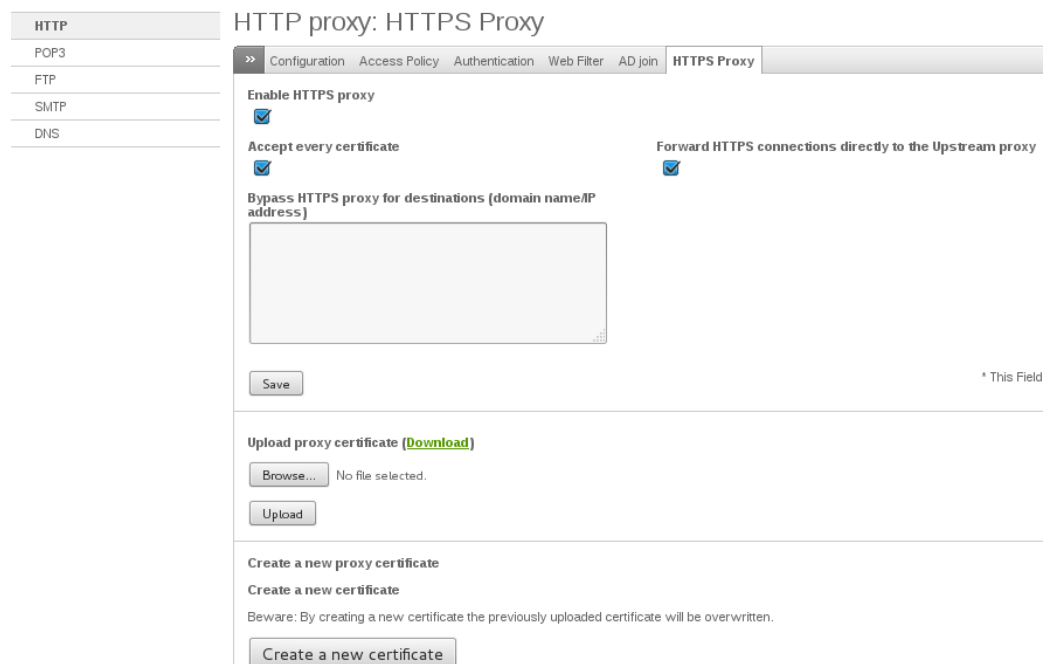 HTTP
POP3
FTP
SMTP
DNS
HTTP proxy: HTTPS Proxy
» Configuration Access Policy Authentication Web Filter AD join HTTPS Proxy
Enable HTTPS proxy
Accept every certificate
Forward HTTPS connections directly to the Upstream proxy
Bypass HTTPS proxy for destinations (domain name/IP
address)
Save
* This Field
Upload proxy certificate (Download)
Browse... No file selected.
Upload
Create a new proxy certificate
Create a new certificate
Beware: By creating a new certificate the previously uploaded certificate will be overwritten.
Create a new certificate